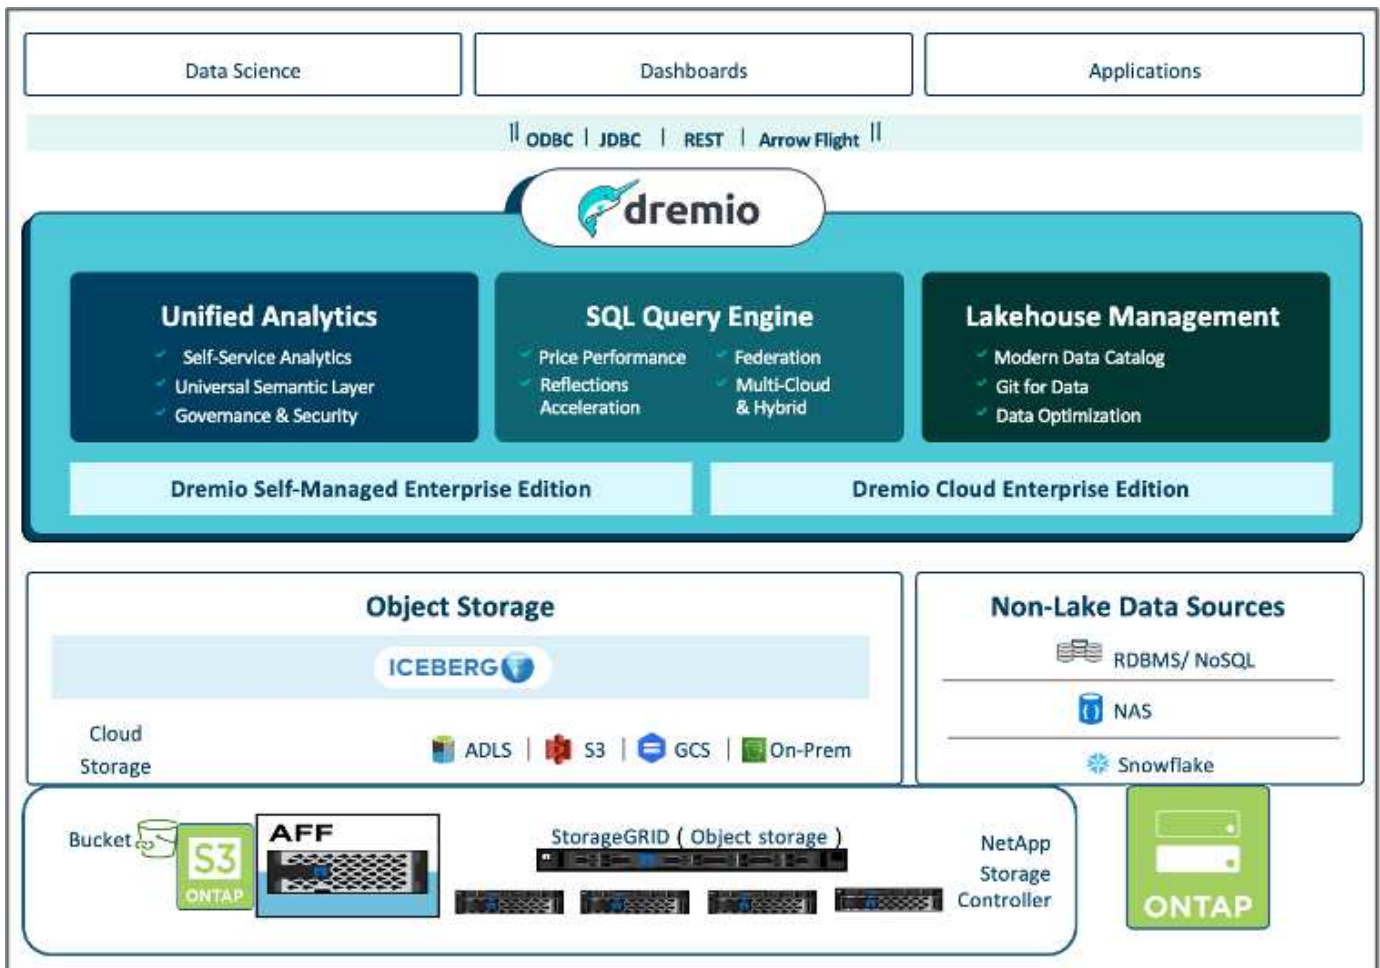 Data Science
Dashboards
Applications
ODBC | JDBC | REST | Arrow Flight
dremio
Unified Analytics
Self-Service Analytics
Universal Semantic Layer
Governance & Security
SQL Query Engine
Price Performance
Reflections
Acceleration
Federation
Multi-Cloud
& Hybrid
Lakehouse Management
Modern Data Catalog
Git for Data
Data Optimization
Dremio Self-Managed Enterprise Edition
Dremio Cloud Enterprise Edition
Object Storage
ICEBERG
Cloud
Storage
ADLS | S3 | GCS | On-Prem
Non-Lake Data Sources
RDBMS/ NoSQL
NAS
Snowflake
Bucket
S3
ONTAP
AFF
StorageGRID ( Object storage )
NetApp
Storage
Controller
ONTAP